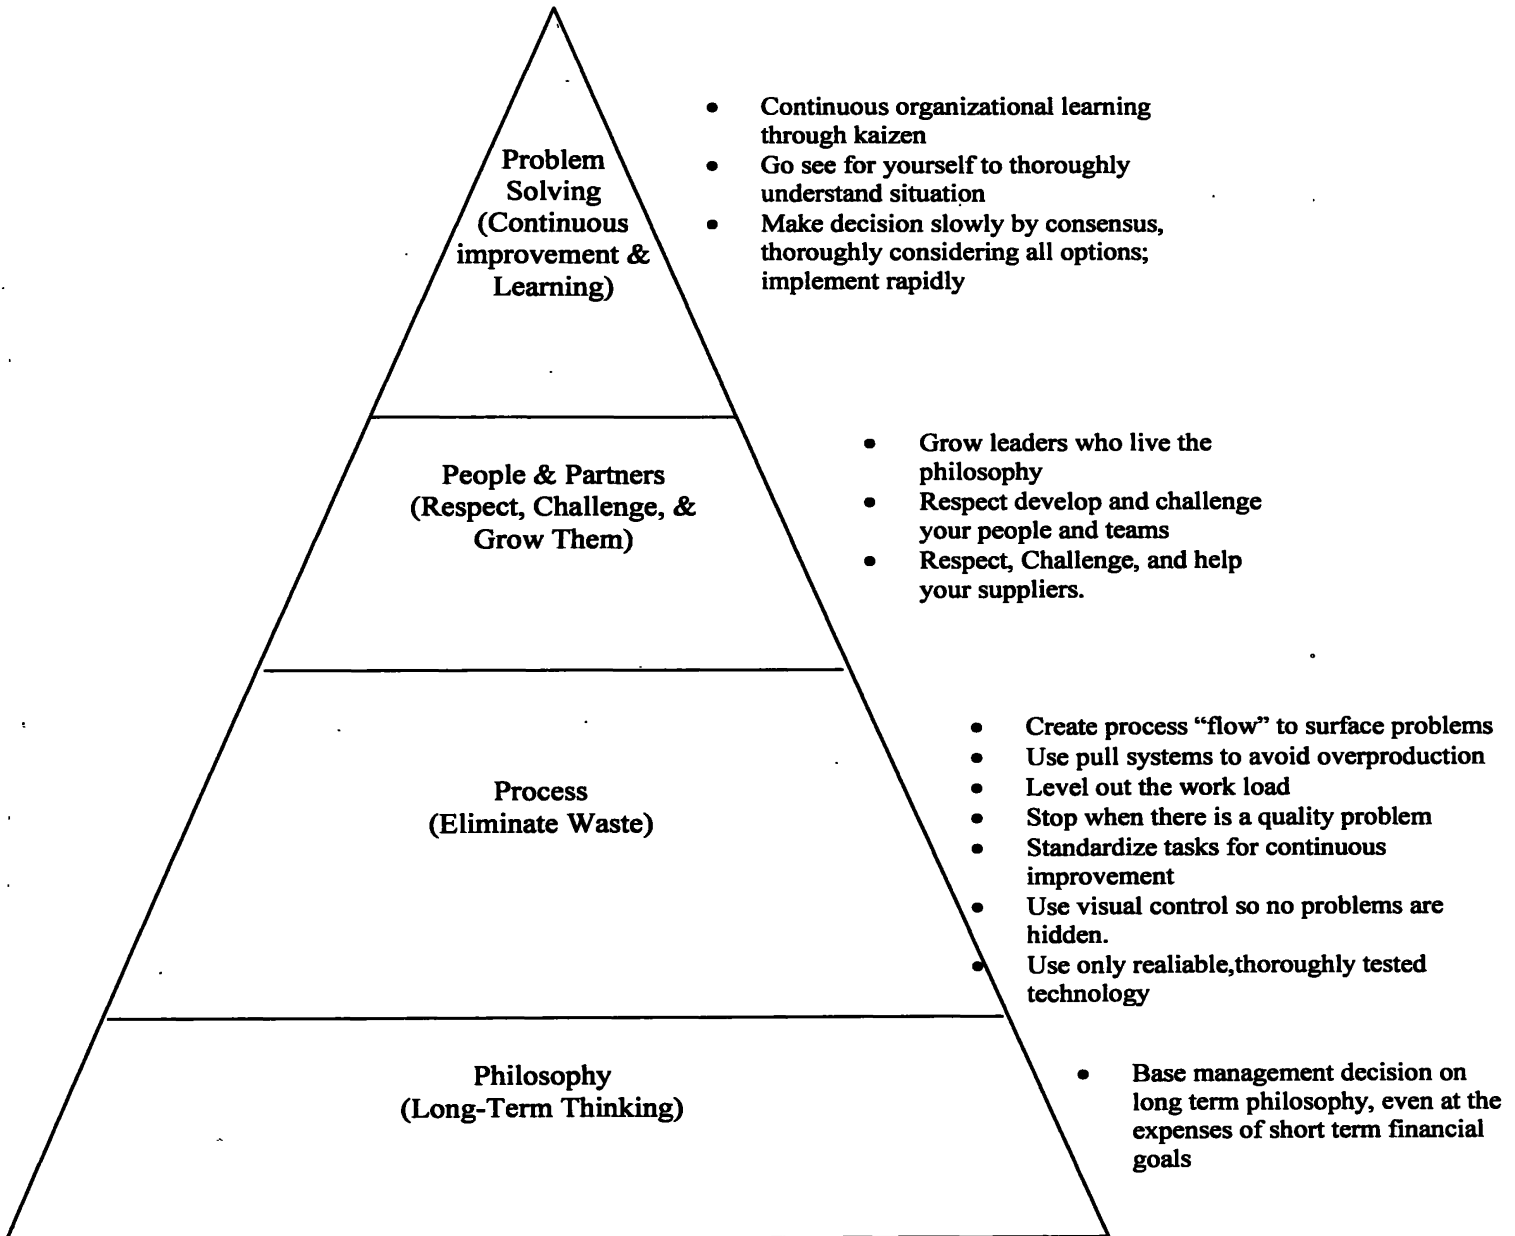 Problem
Solving
(Continuous
improvement &
Learning)
• Continuous organizational learning
through kaizen
• Go see for yourself to thoroughly
understand situation
• Make decision slowly by consensus,
thoroughly considering all options;
implement rapidly
People & Partners
(Respect, Challenge, &
Grow Them)
• Grow leaders who live the
philosophy
• Respect develop and challenge
your people and teams
• Respect, Challenge, and help
your suppliers.
Process
(Eliminate Waste)
• Create process “flow” to surface problems
• Use pull systems to avoid overproduction
• Level out the work load
• Stop when there is a quality problem
• Standardize tasks for continuous
improvement
• Use visual control so no problems are
hidden.
• Use only realiable,thoroughly tested
technology
Philosophy
(Long-Term Thinking)
• Base management decision on
long term philosophy, even at the
expenses of short term financial
goals